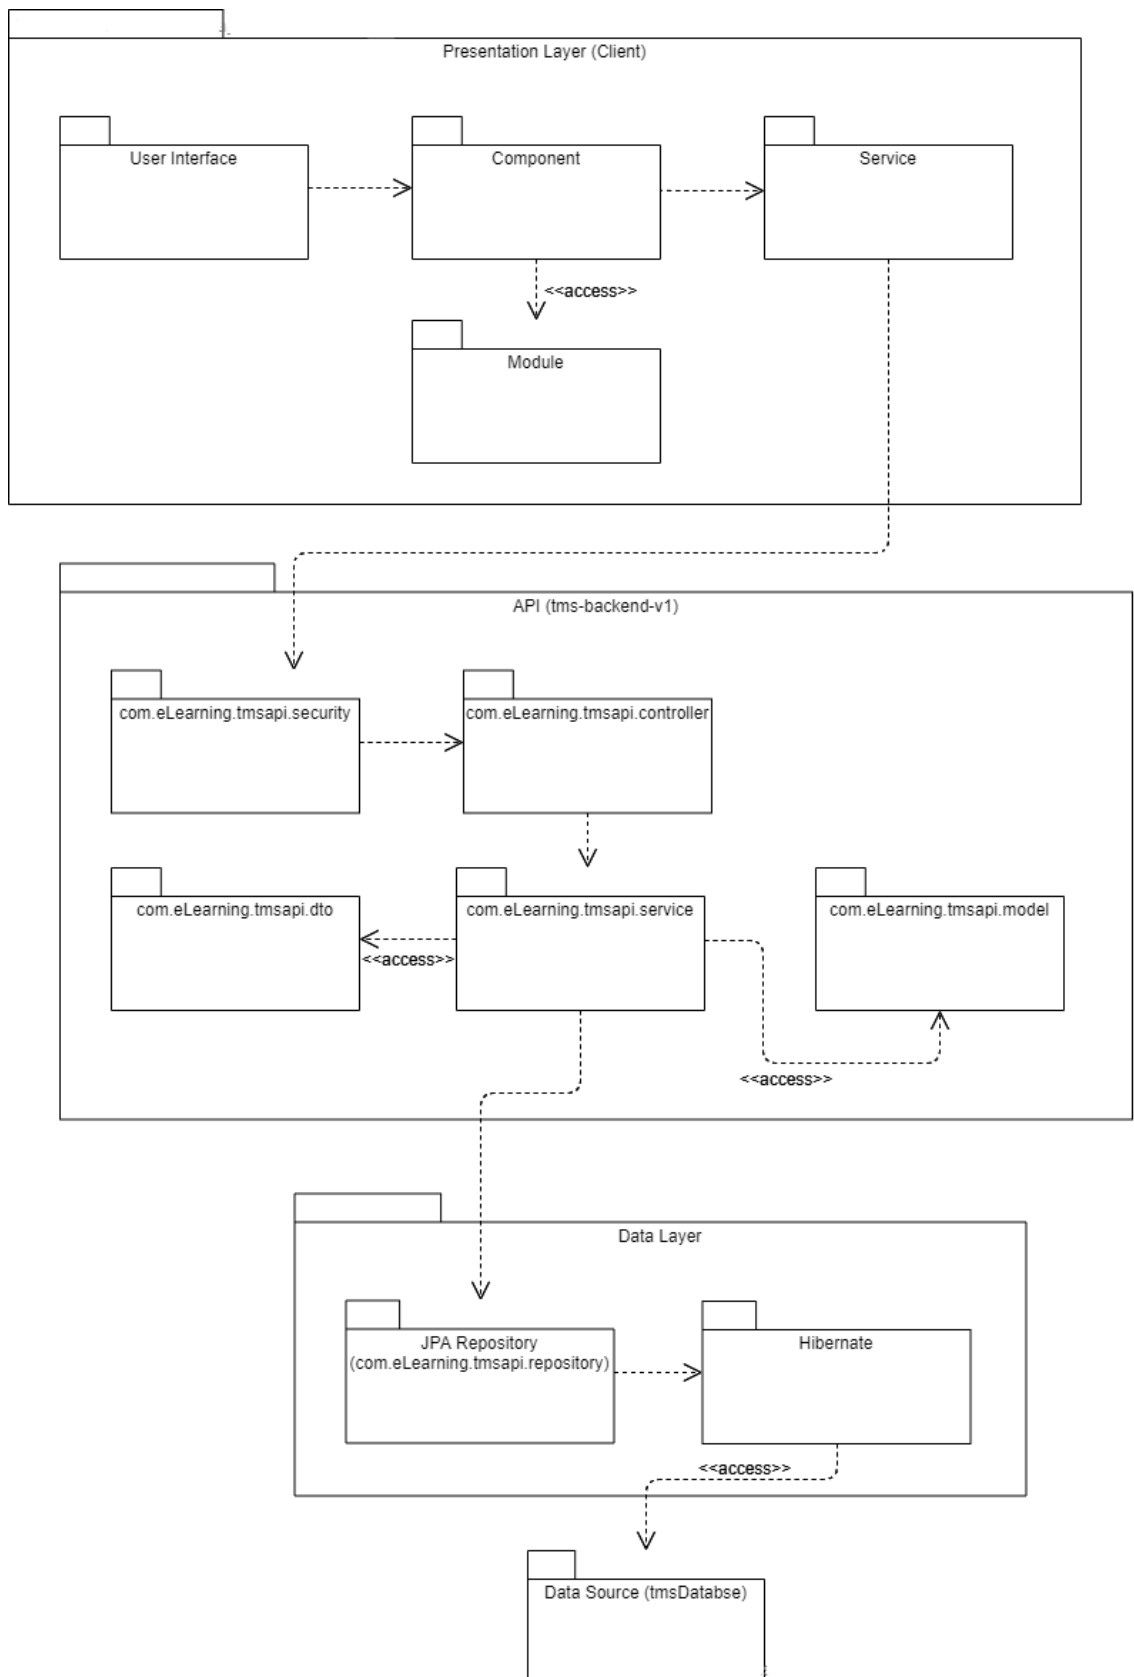 Presentation Layer (Client)
User Interface
Component
Service
<<access>>
Module
API (tms-backend-v1)
com.eLearning.tmsapi.security
com.eLearning.tmsapi.controller
com.eLearning.tmsapi.dto
com.eLearning.tmsapi.service
com.eLearning.tmsapi.model
<<access>>
<<access>>
Data Layer
JPA Repository
(com.eLearning.tmsapi.repository)
Hibernate
<<access>>
Data Source (tmsDatabse)